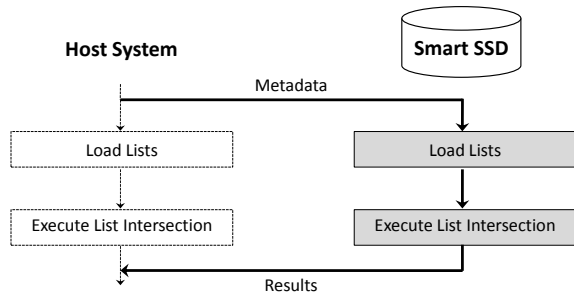 Host System
Smart SSD
Metadata
Load Lists
Load Lists
Execute List Intersection
Execute List Intersection
Results